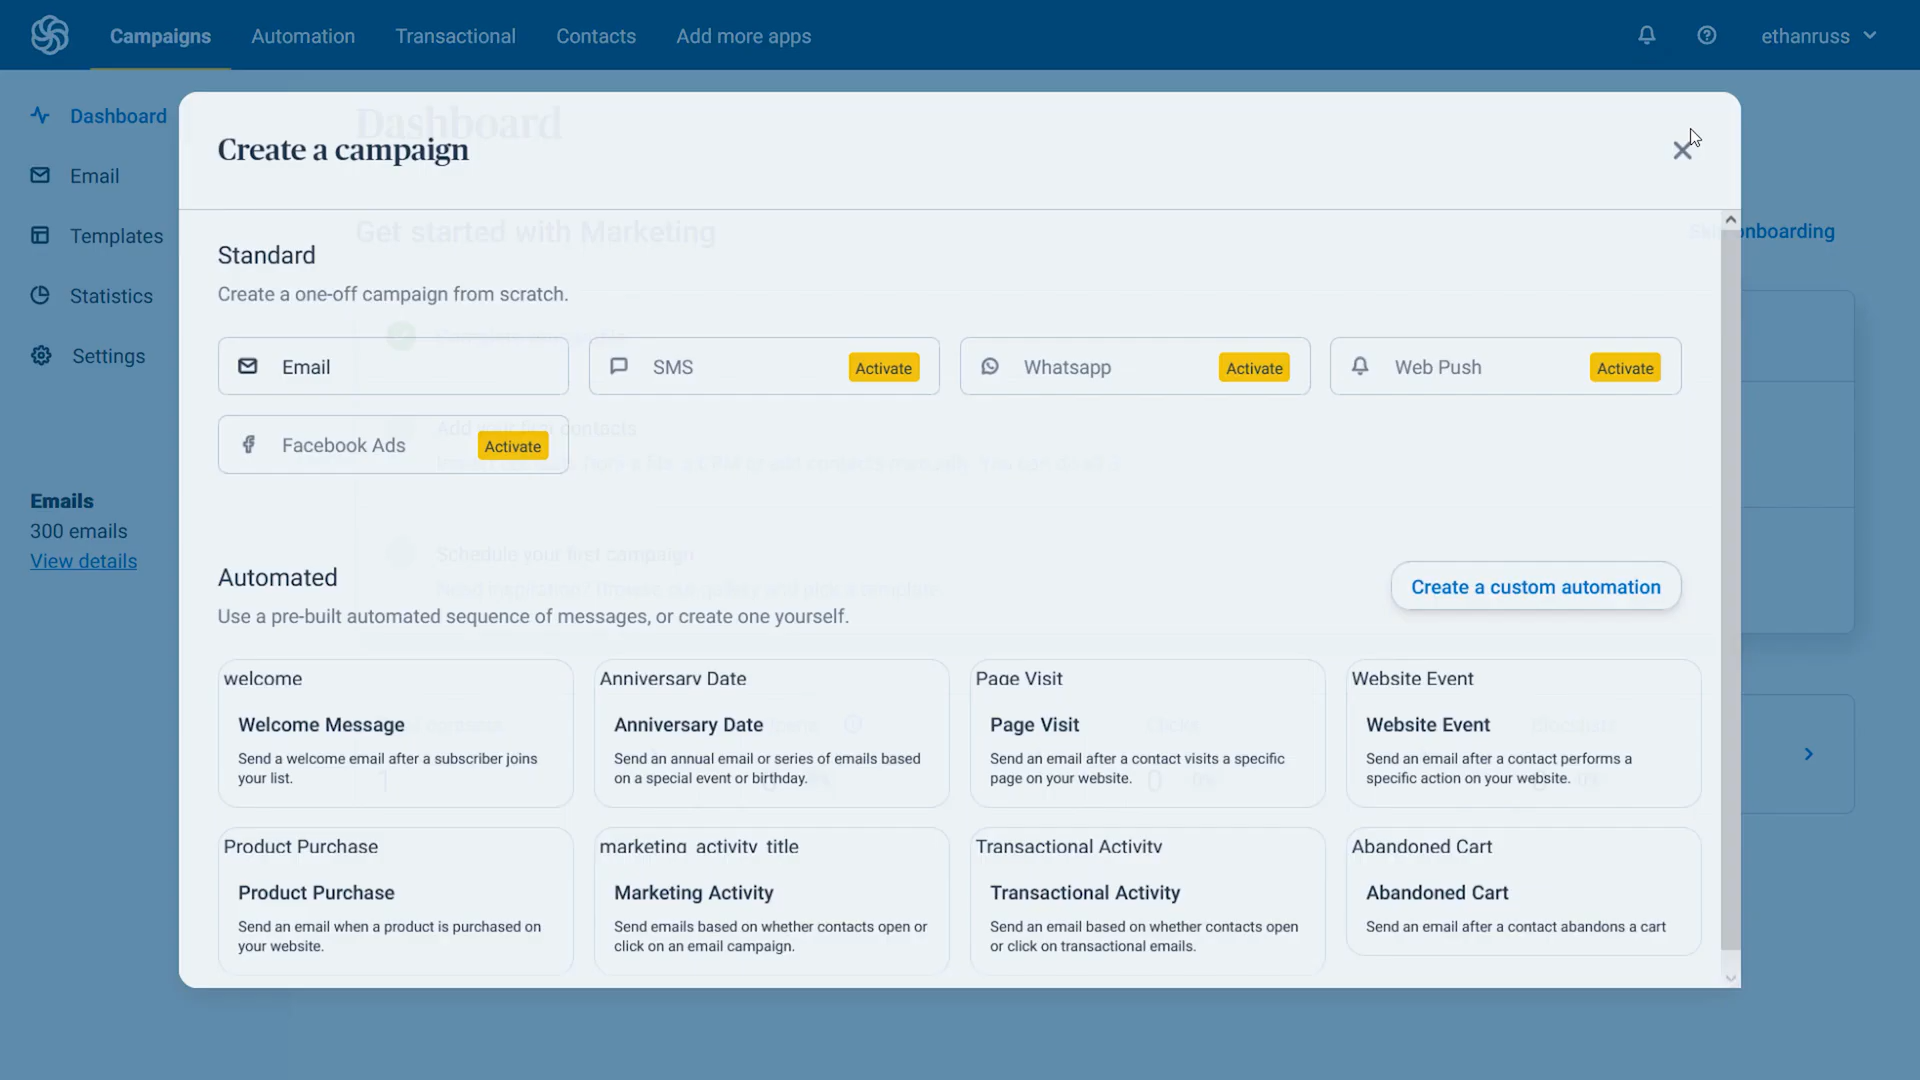 Campaigns
Automation
Transactional
Contacts
Add more apps
ethanruss
Dashboard
Email
Templates
Statistics
Settings
Emails
300 emails
View details
Dashboard
Create a campaign
Get started with Marketing
onboarding
Standard
Create a one-off campaign from scratch.
Email
SMS
Activate
Whatsapp
Activate
Web Push
Activate
Facebook Ads
Activate
Add your first contacts
Schedule your first campaign
Automated
Use a pre-built automated sequence of messages, or create one yourself.
Create a custom automation
welcome
Welcome Message
Send a welcome email after a subscriber joins
your list.
Anniversary Date
Anniversary Date
Send an annual email or series of emails based
on a special event or birthday.
Page Visit
Page Visit
Send an email after a contact visits a specific
page on your website.
Website Event
Website Event
Send an email after a contact performs a
specific action on your website.
Product Purchase
Product Purchase
Send an email when a product is purchased on
your website.
marketing_activity_title
Marketing Activity
Send emails based on whether contacts open or
click on an email campaign.
Transactional Activity
Transactional Activity
Send an email based on whether contacts open
or click on transactional emails.
Abandoned Cart
Abandoned Cart
Send an email after a contact abandons a cart